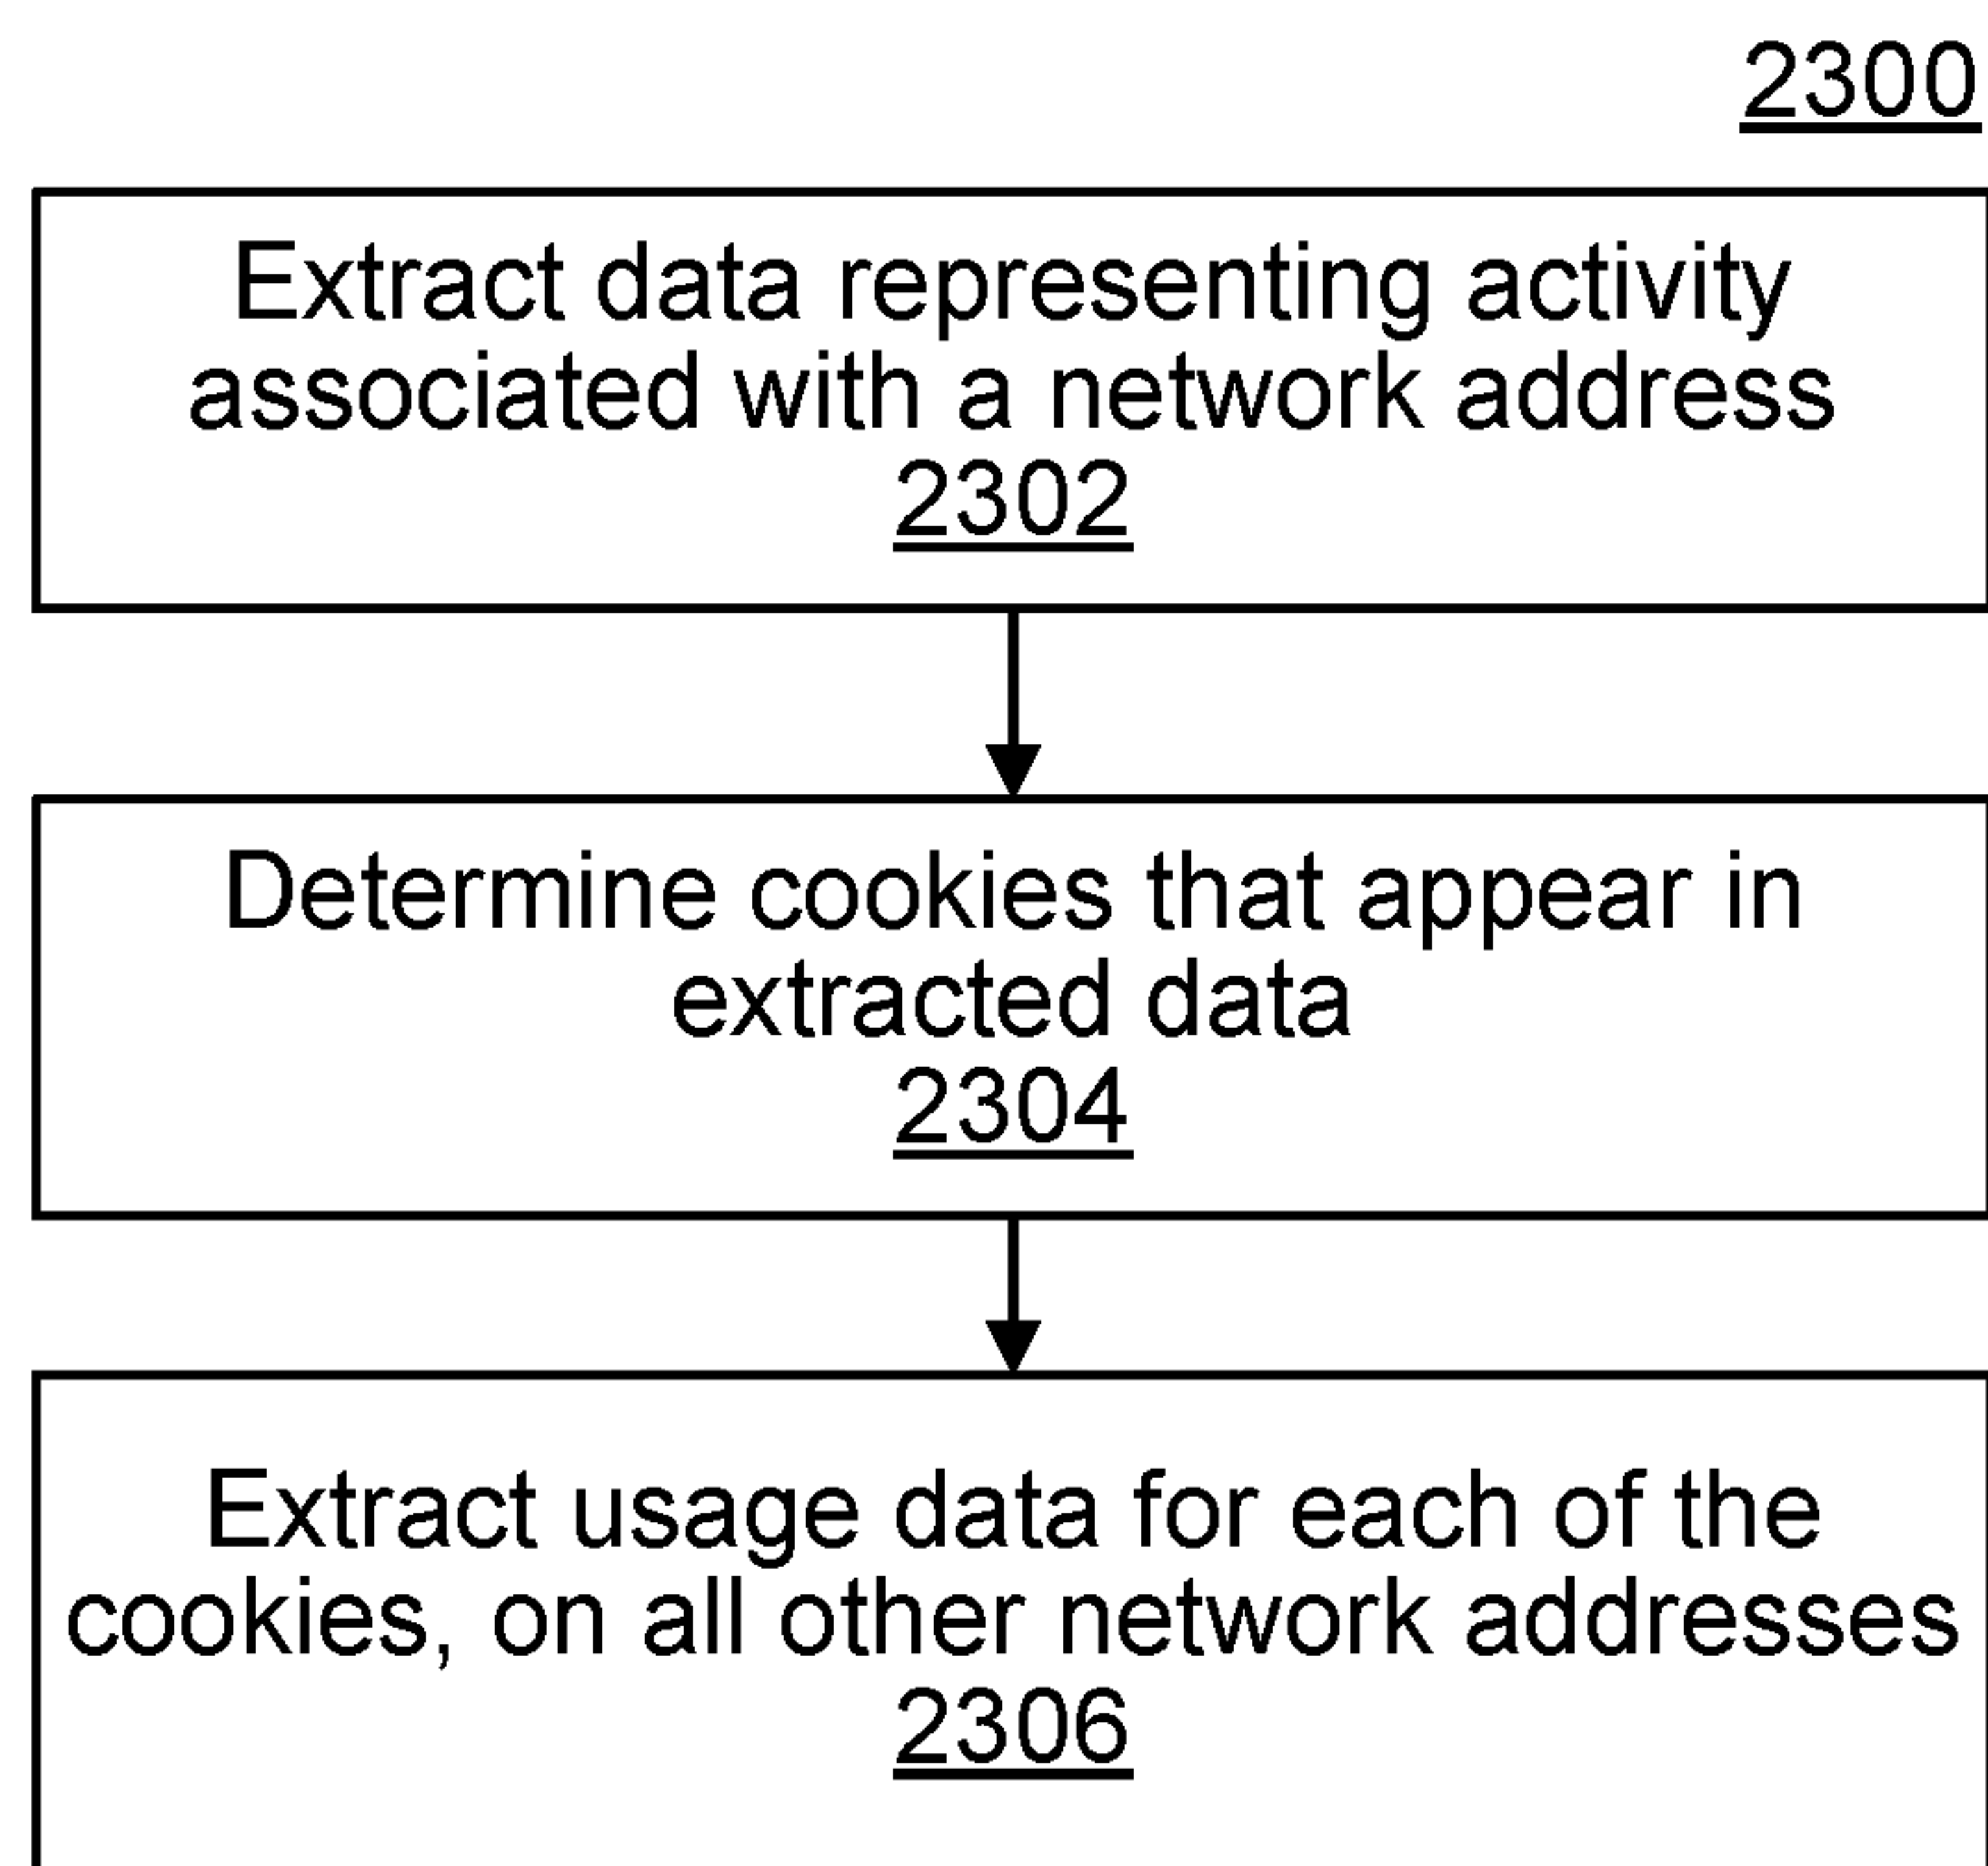 2300
Extract data representing activity
associated with a network address
2302
Determine cookies that appear in
extracted data
2304
Extract usage data for each of the
cookies, on all other network addresses
2306